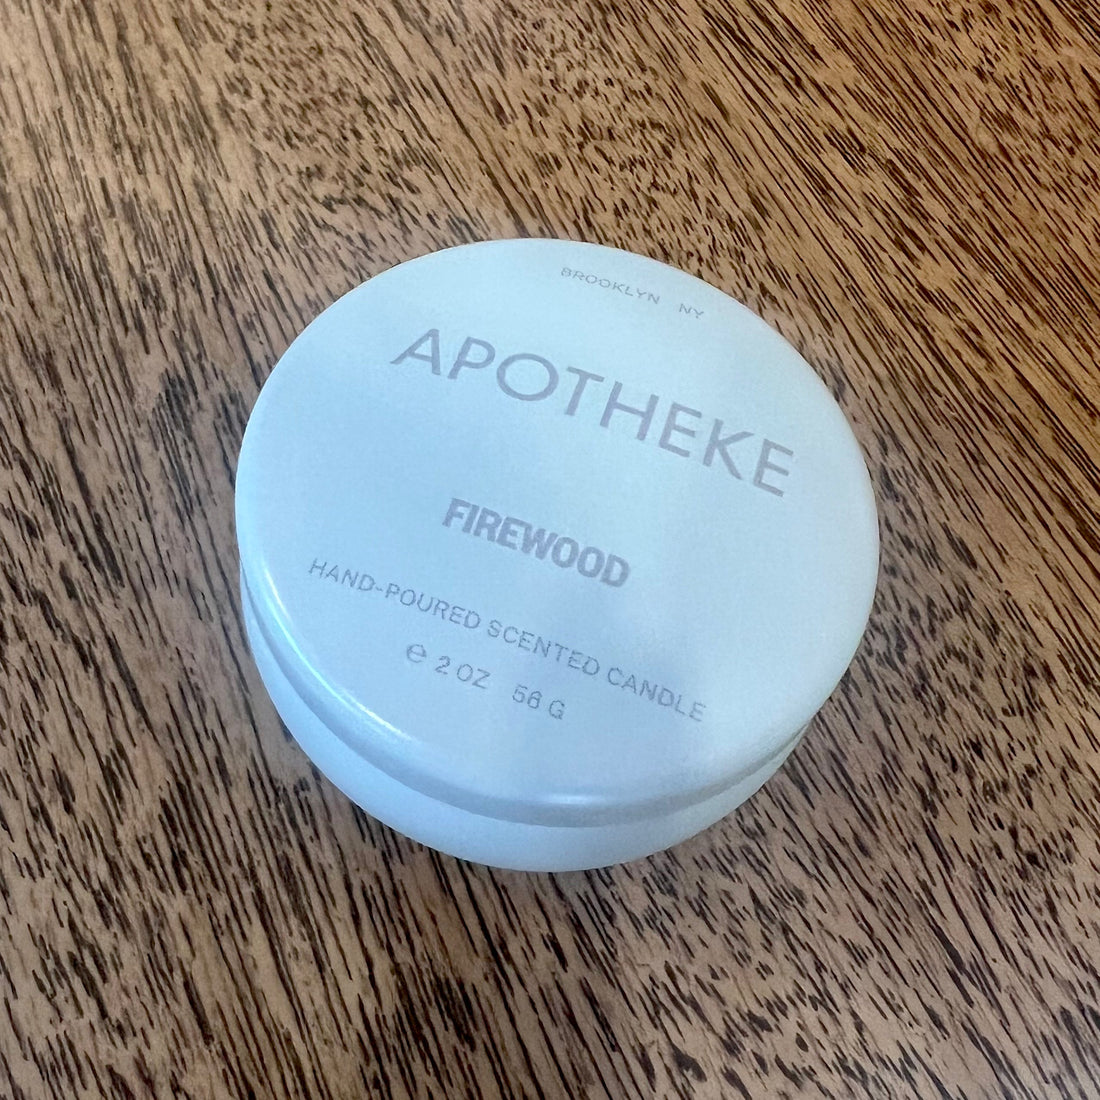 BROOKLYN NY
APOTHEKE
FIREWOOD
HAND-POURED SCENTED CANDLE
℮ 2 OZ 56 G